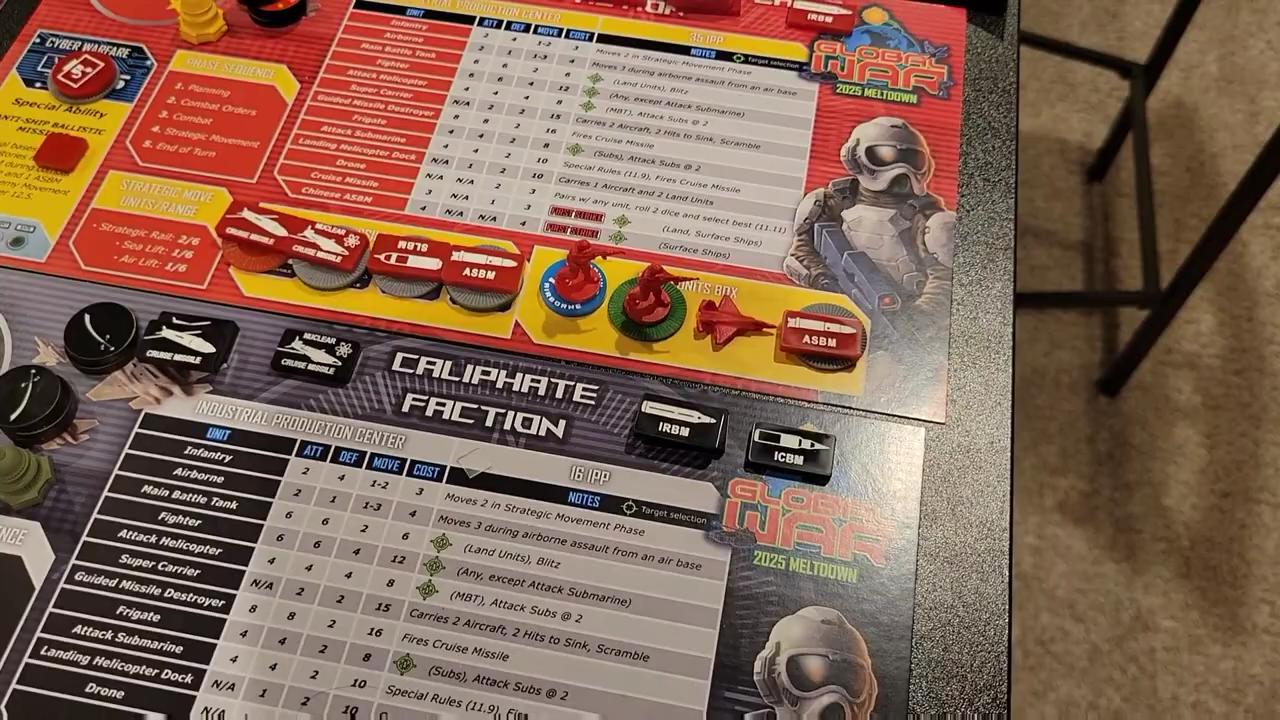 IRBM
INDUSTRIAL PRODUCTION CENTER
35 IPP
UNIT ATT DEF MOVE COST NOTES Target selection
Infantry
Airborne
Main Battle Tank
Fighter
Attack Helicopter
Super Carrier
Guided Missile Destroyer
Frigate
Attack Submarine
Landing Helicopter Dock
Drone
Cruise Missile
Chinese ASBM
Moves 2 in Strategic Movement Phase
Moves 3 during airborne assault from an air base
(Land Units), Blitz
(Any, except Attack Submarine)
(MBT), Attack Subs @ 2
Carries 2 Aircraft, 2 Hits to Sink, Scramble
Fires Cruise Missile
(Subs), Attack Subs @ 2
Special Rules (11.9), Fires Cruise Missile
Carries 1 Aircraft and 2 Land Units
Pairs w/ any unit, roll 2 dice and select best (11.11)
FIRST STRIKE (Land, Surface Ships)
FIRST STRIKE (Surface Ships)
GLOBAL
WAR
2025 MELTDOWN
CYBER WARFARE
5
Special Ability
ANTI-SHIP BALLISTIC
PHASE SEQUENCE
1. Planning
2. Combat Orders
3. Combat
4. Strategic Movement
5. End of Turn
STRATEGIC MOVE
UNITS/RANGE
• Strategic Rail: 2/6
• Sea Lift: 1/6
• Air Lift: 1/6
CRUISE MISSILE
NUCLEAR
CRUISE MISSILE
SLBM
ASBM
AIRBORNE
UNITS BOX
ASBM
CRUISE MISSILE
NUCLEAR
CRUISE MISSILE
CALIPHATE
FACTION
IRBM
ICBM
INDUSTRIAL PRODUCTION CENTER
16 IPP
UNIT ATT DEF MOVE COST NOTES Target selection
Infantry 2 4 1-2 3 Moves 2 in Strategic Movement Phase
Airborne 2 1 1-3 4 Moves 3 during airborne assault from an air base
Main Battle Tank 6 6 2 6 (Land Units), Blitz
Fighter 6 6 4 12 (Any, except Attack Submarine)
Attack Helicopter 4 4 4 8 (MBT), Attack Subs @ 2
Super Carrier N/A 2 2 15 Carries 2 Aircraft, 2 Hits to Sink, Scramble
Guided Missile Destroyer 8 8 2 16 Fires Cruise Missile
Frigate 4 4 2 8 (Subs), Attack Subs @ 2
Attack Submarine 4 4 2 10 Special Rules (11.9),
Landing Helicopter Dock N/A 1 2 10
Drone N/A
GLOBAL
WAR
2025 MELTDOWN